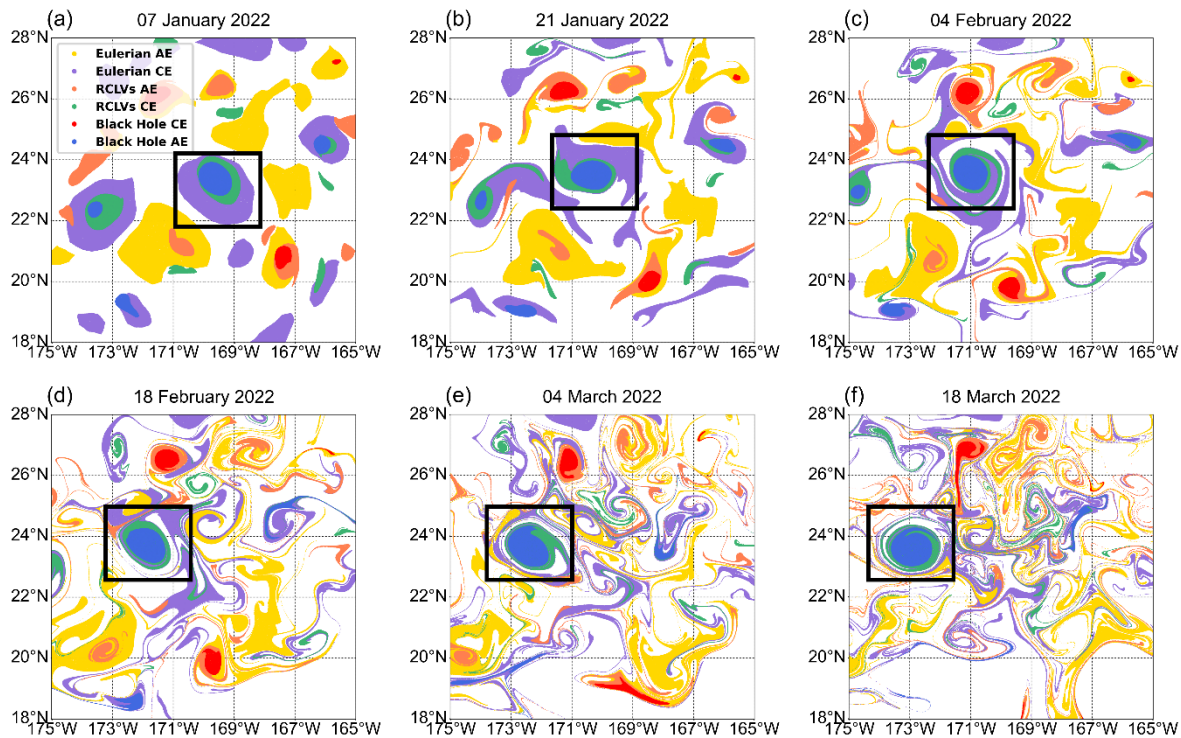 (a) 07 January 2022
28°N
26°N
24°N
22°N
20°N
18°N
175°W 173°W 171°W 169°W 167°W 165°W
Eulerian AE
Eulerian CE
RCLVs AE
RCLVs CE
Black Hole CE
Black Hole AE
(b) 21 January 2022
28°N
26°N
24°N
22°N
20°N
18°N
175°W 173°W 171°W 169°W 167°W 165°W
(c) 04 February 2022
28°N
26°N
24°N
22°N
20°N
18°N
175°W 173°W 171°W 169°W 167°W 165°W
(d) 18 February 2022
28°N
26°N
24°N
22°N
20°N
18°N
175°W 173°W 171°W 169°W 167°W 165°W
(e) 04 March 2022
28°N
26°N
24°N
22°N
20°N
18°N
175°W 173°W 171°W 169°W 167°W 165°W
(f) 18 March 2022
28°N
26°N
24°N
22°N
20°N
18°N
175°W 173°W 171°W 169°W 167°W 165°W